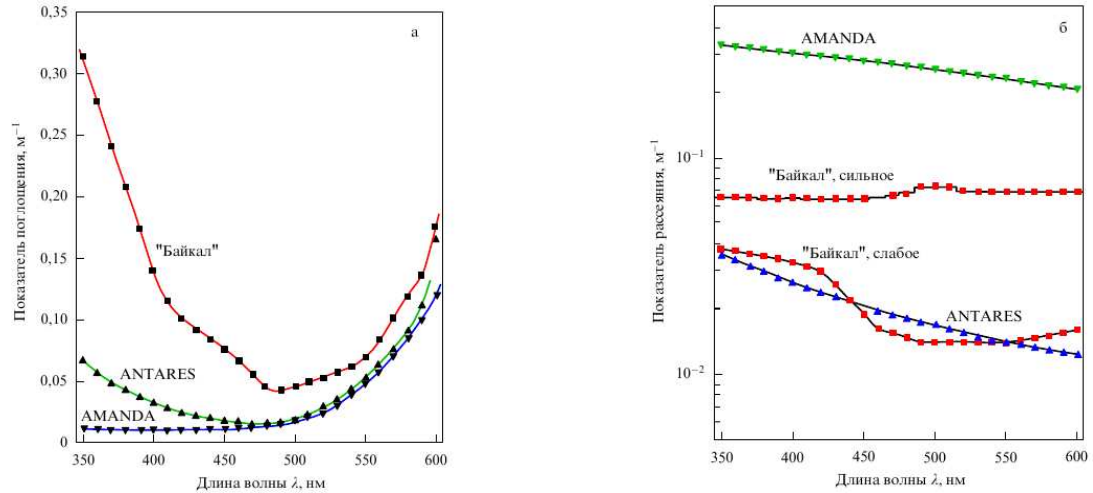 а
0,35
0,30
0,25
0,20
0,15
0,10
0,05
0
Показатель поглощения, м⁻¹
"Байкал"
ANTARES
AMANDA
350 400 450 500 550 600
Длина волны λ, нм
б
AMANDA
10⁻¹
10⁻²
Показатель рассеяния, м⁻¹
"Байкал", сильное
"Байкал", слабое
ANTARES
350 400 450 500 550 600
Длина волны λ, нм